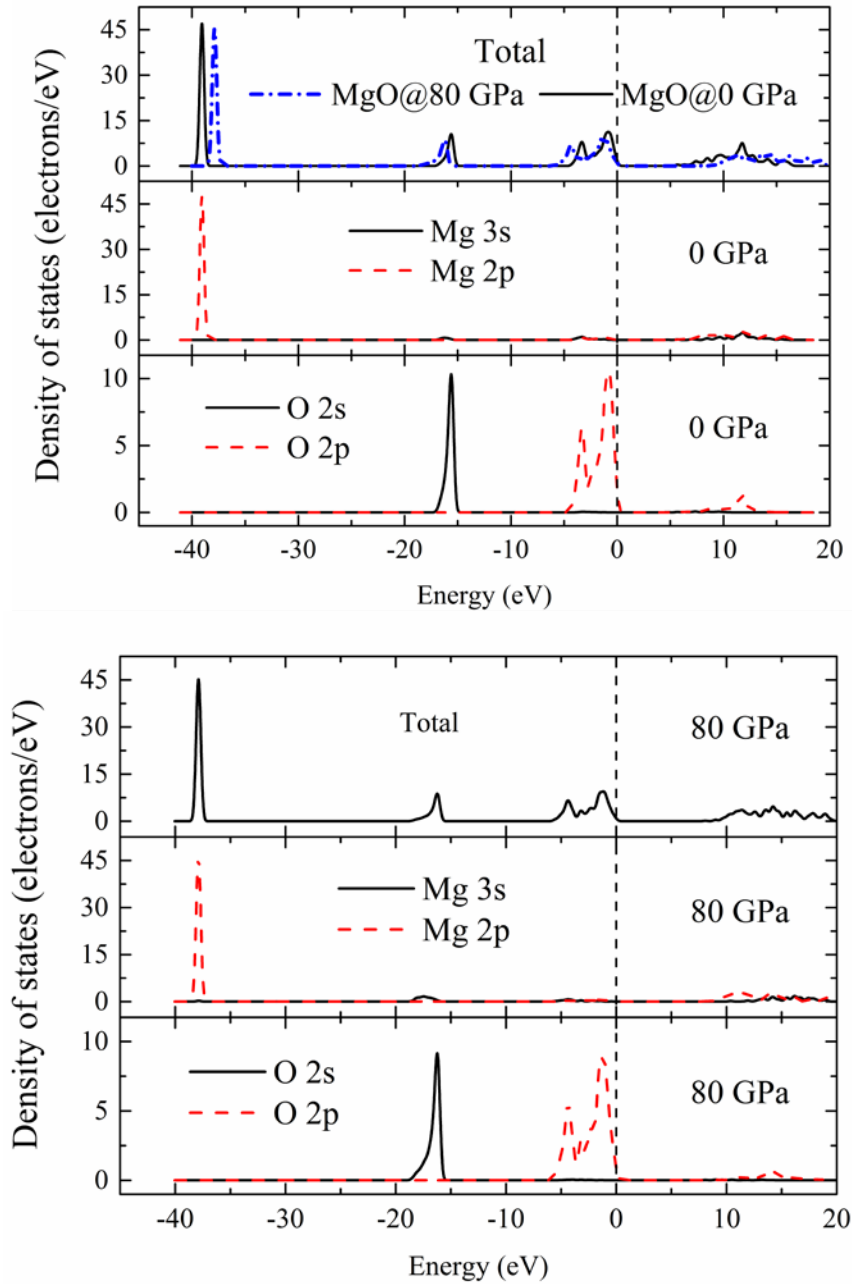 Total
MgO@80 GPa MgO@0 GPa
45
30
15
0
Mg 3s
Mg 2p
0 GPa
45
30
15
0
O 2s
O 2p
0 GPa
10
5
0
-40 -30 -20 -10 0 10 20
Energy (eV)
Density of states (electrons/eV)
Total
80 GPa
45
30
15
0
Mg 3s
Mg 2p
80 GPa
45
30
15
0
O 2s
O 2p
80 GPa
10
5
0
-40 -30 -20 -10 0 10 20
Energy (eV)
Density of states (electrons/eV)